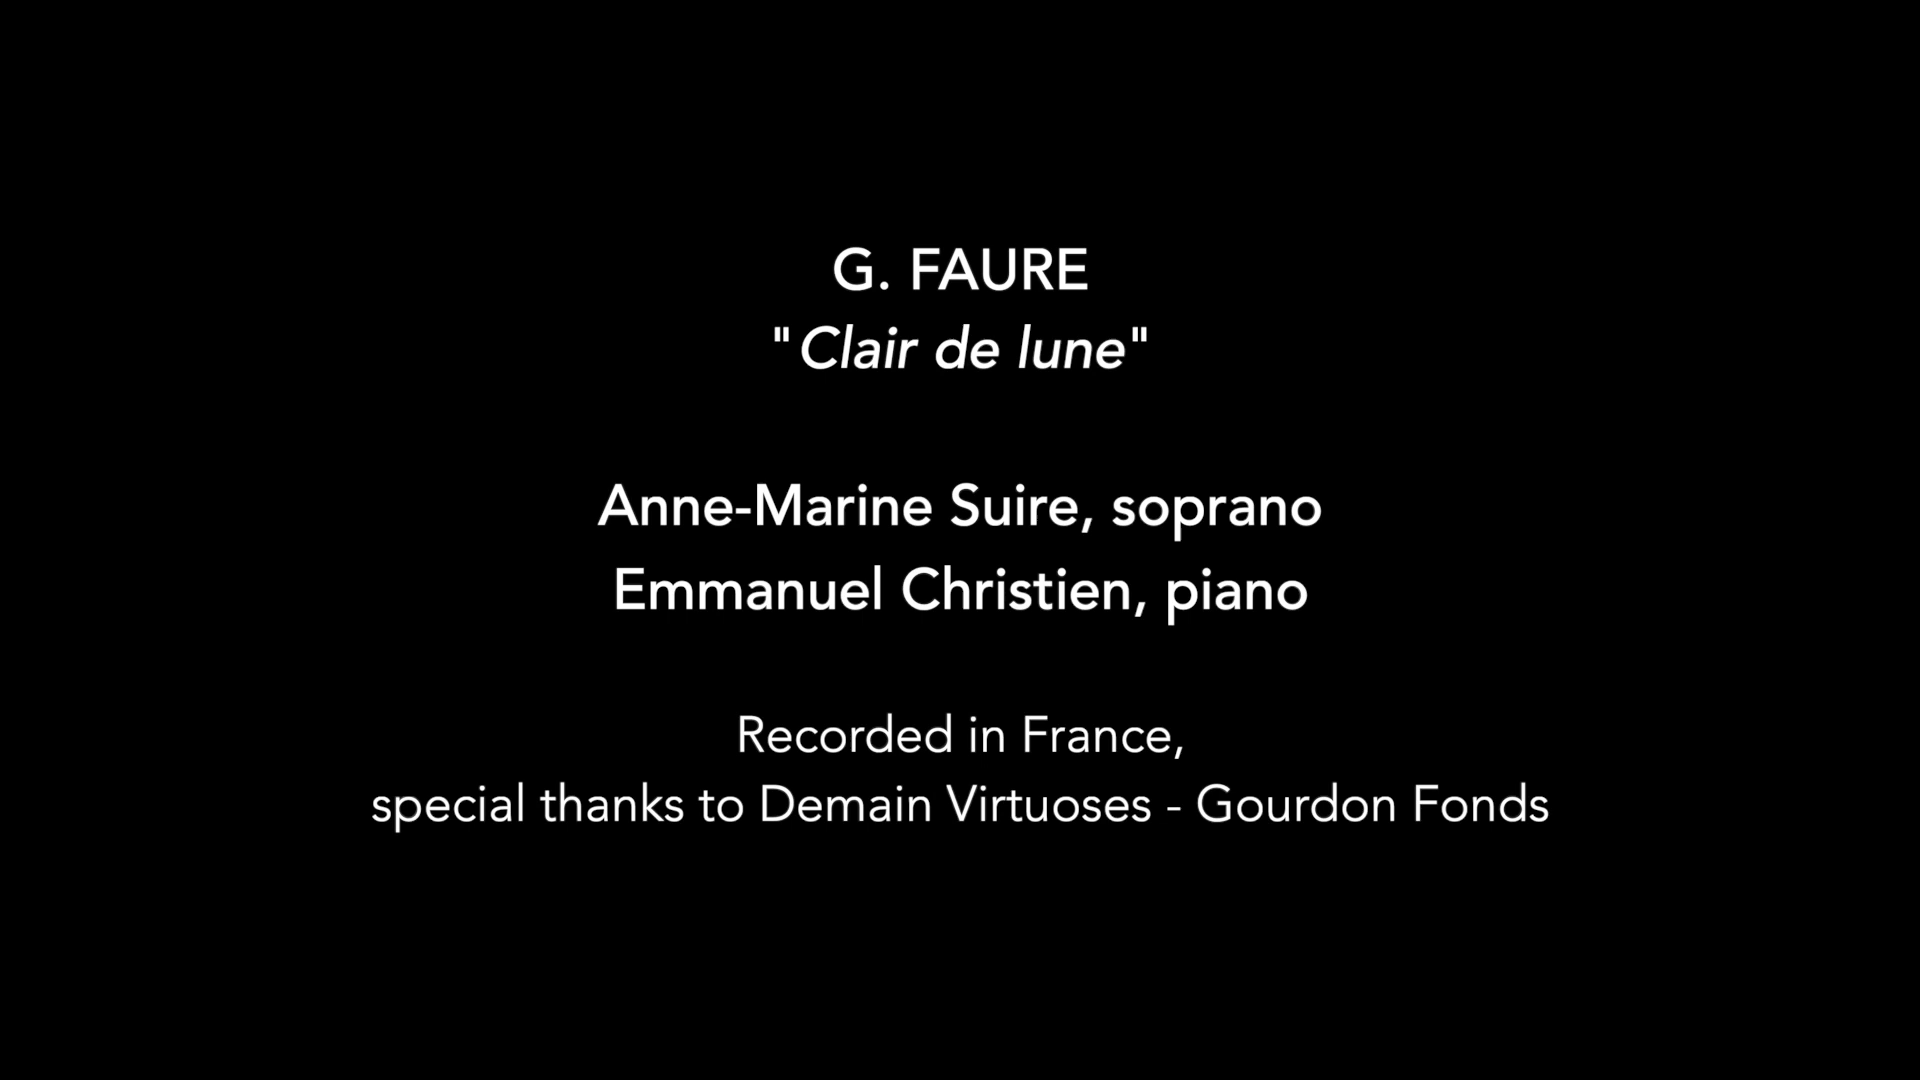 G. FAURE
"Clair de lune"
Anne-Marine Suire, soprano
Emmanuel Christien, piano
Recorded in France,
special thanks to Demain Virtuoses - Gourdon Fonds